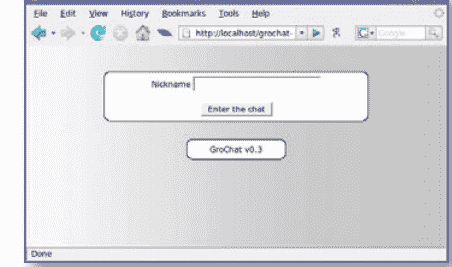 File Edit View History Bookmarks Tools Help
http://localhost/grochat- Google
Nickname
Enter the chat
GroChat v0.3
Done